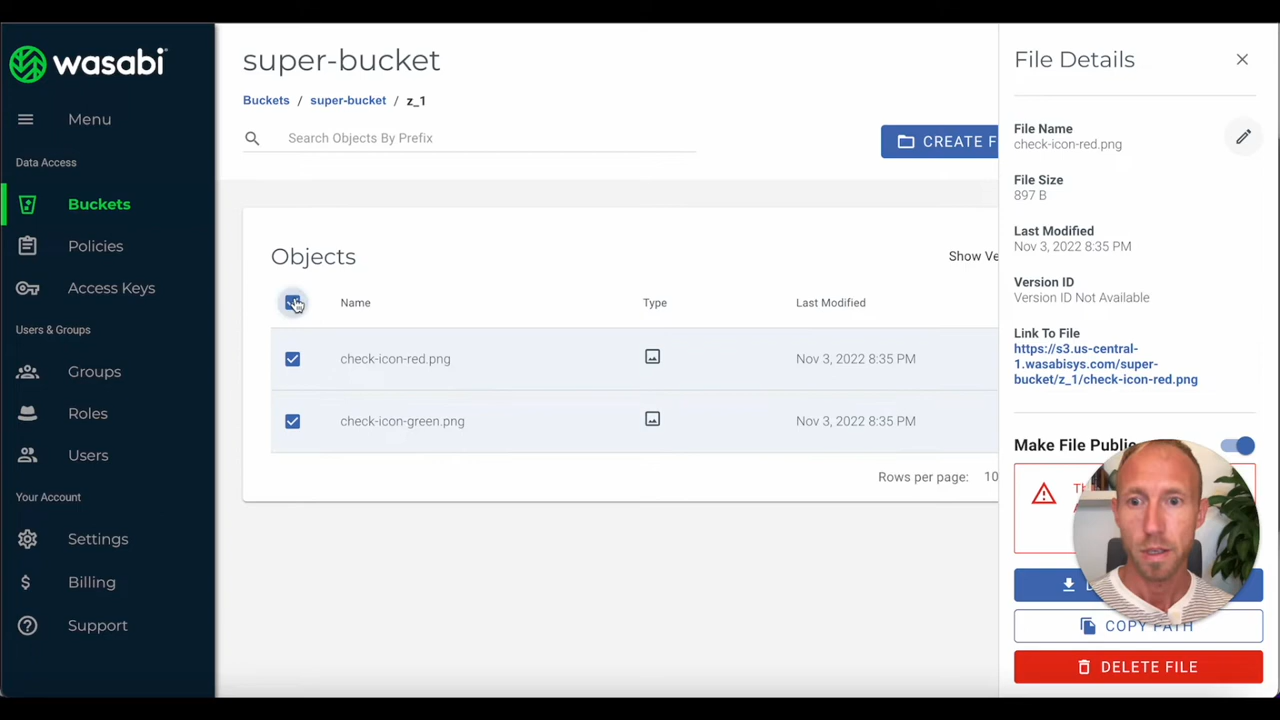 wasabi
Menu
Data Access
Buckets
Policies
Access Keys
Users & Groups
Groups
Roles
Users
Your Account
Settings
$ Billing
Support
super-bucket
Buckets / super-bucket / z_1
Search Objects By Prefix
CREATE F
Objects
Show Ve
Name Type Last Modified
check-icon-red.png Nov 3, 2022 8:35 PM
check-icon-green.png Nov 3, 2022 8:35 PM
Rows per page: 10
File Details
File Name
check-icon-red.png
File Size
897 B
Last Modified
Nov 3, 2022 8:35 PM
Version ID
Version ID Not Available
Link To File
https://s3.us-central-
1.wasabisys.com/super-
bucket/z_1/check-icon-red.png
Make File Public
COPY PATH
DELETE FILE